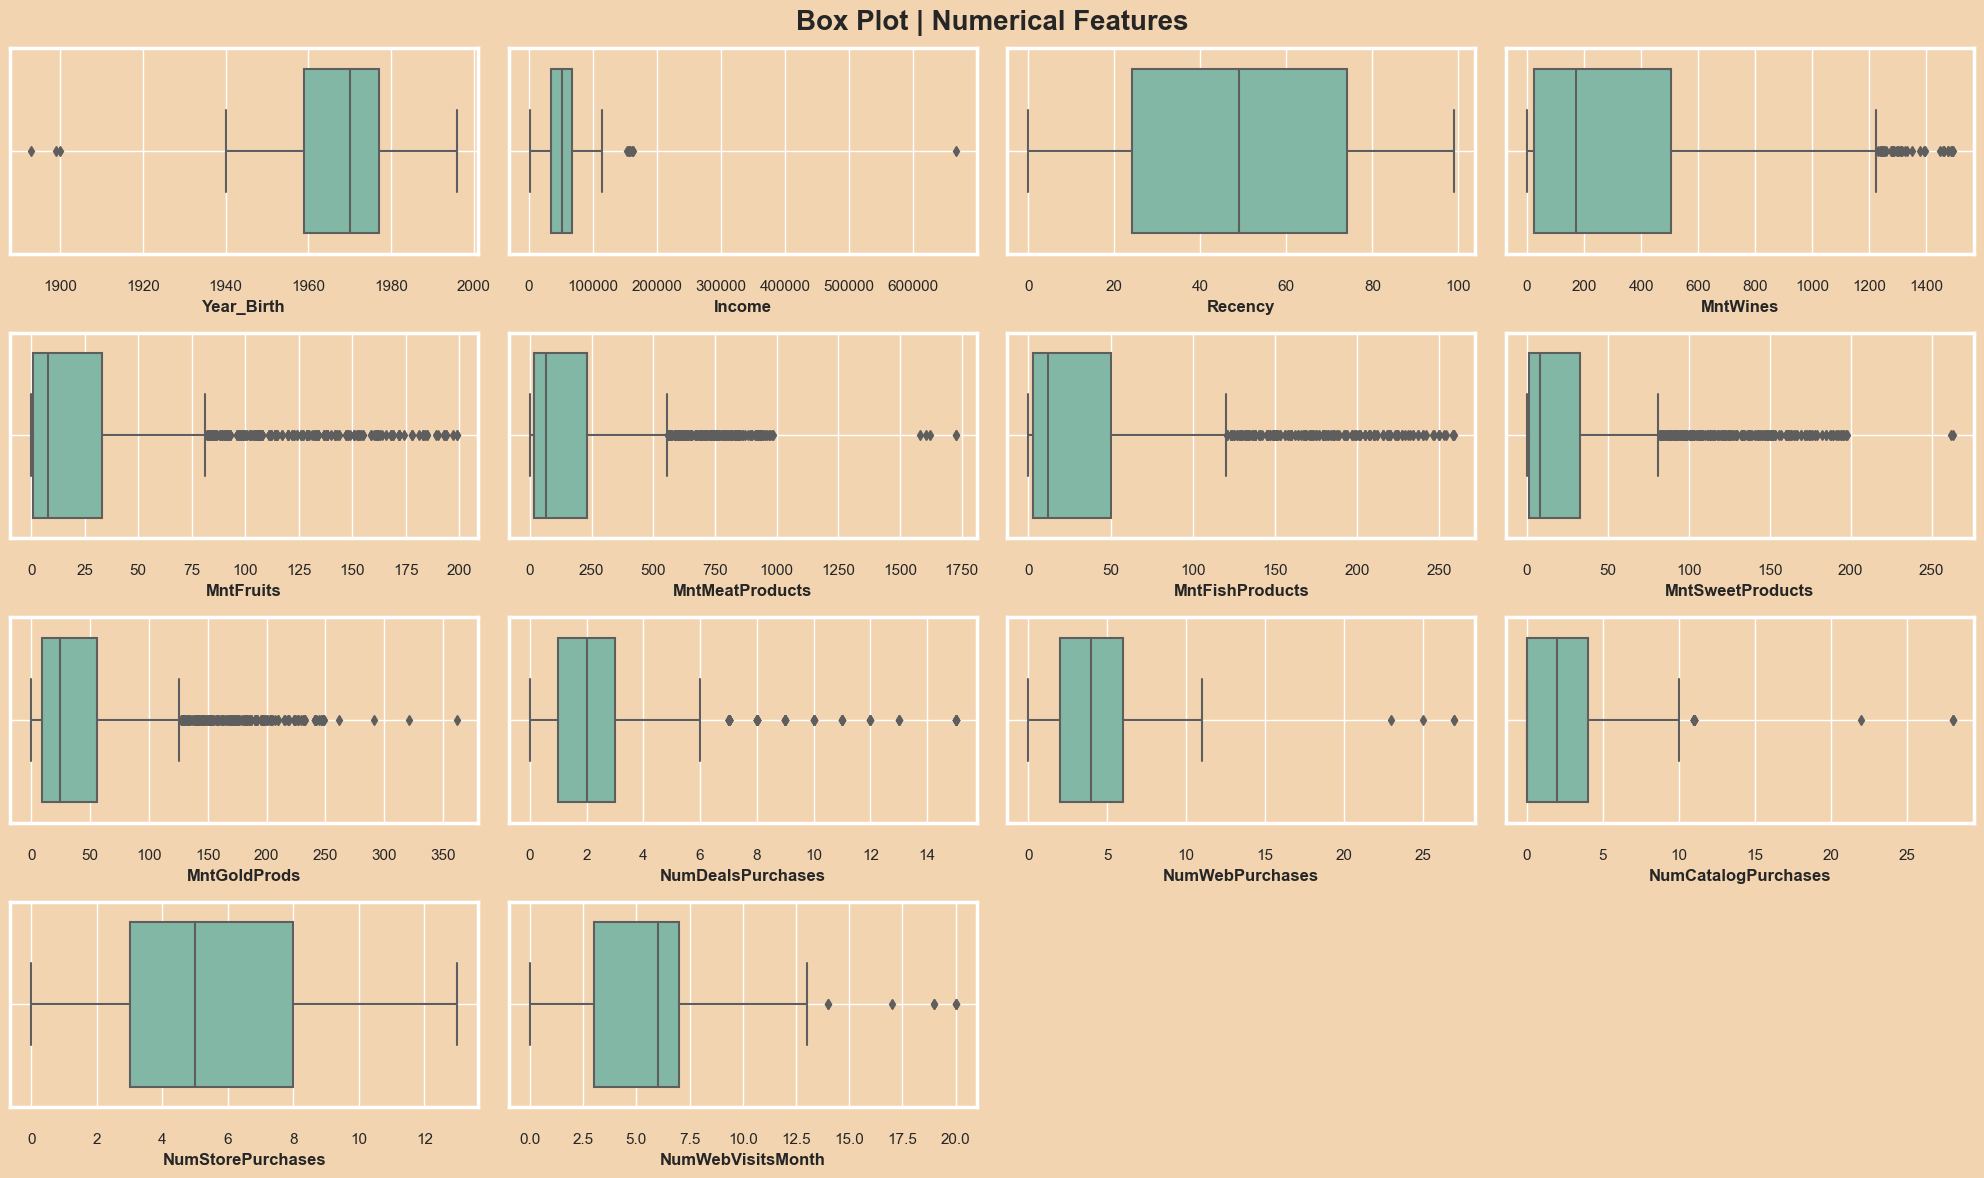 Box Plot | Numerical Features
1900 1920 1940 1960 1980 2000
Year_Birth
0 100000 200000 300000 400000 500000 600000
Income
0 20 40 60 80 100
Recency
0 200 400 600 800 1000 1200 1400
MntWines
0 25 50 75 100 125 150 175 200
MntFruits
0 250 500 750 1000 1250 1500 1750
MntMeatProducts
0 50 100 150 200 250
MntFishProducts
0 50 100 150 200 250
MntSweetProducts
0 50 100 150 200 250 300 350
MntGoldProds
0 2 4 6 8 10 12 14
NumDealsPurchases
0 5 10 15 20 25
NumWebPurchases
0 5 10 15 20 25
NumCatalogPurchases
0 2 4 6 8 10 12
NumStorePurchases
0.0 2.5 5.0 7.5 10.0 12.5 15.0 17.5 20.0
NumWebVisitsMonth